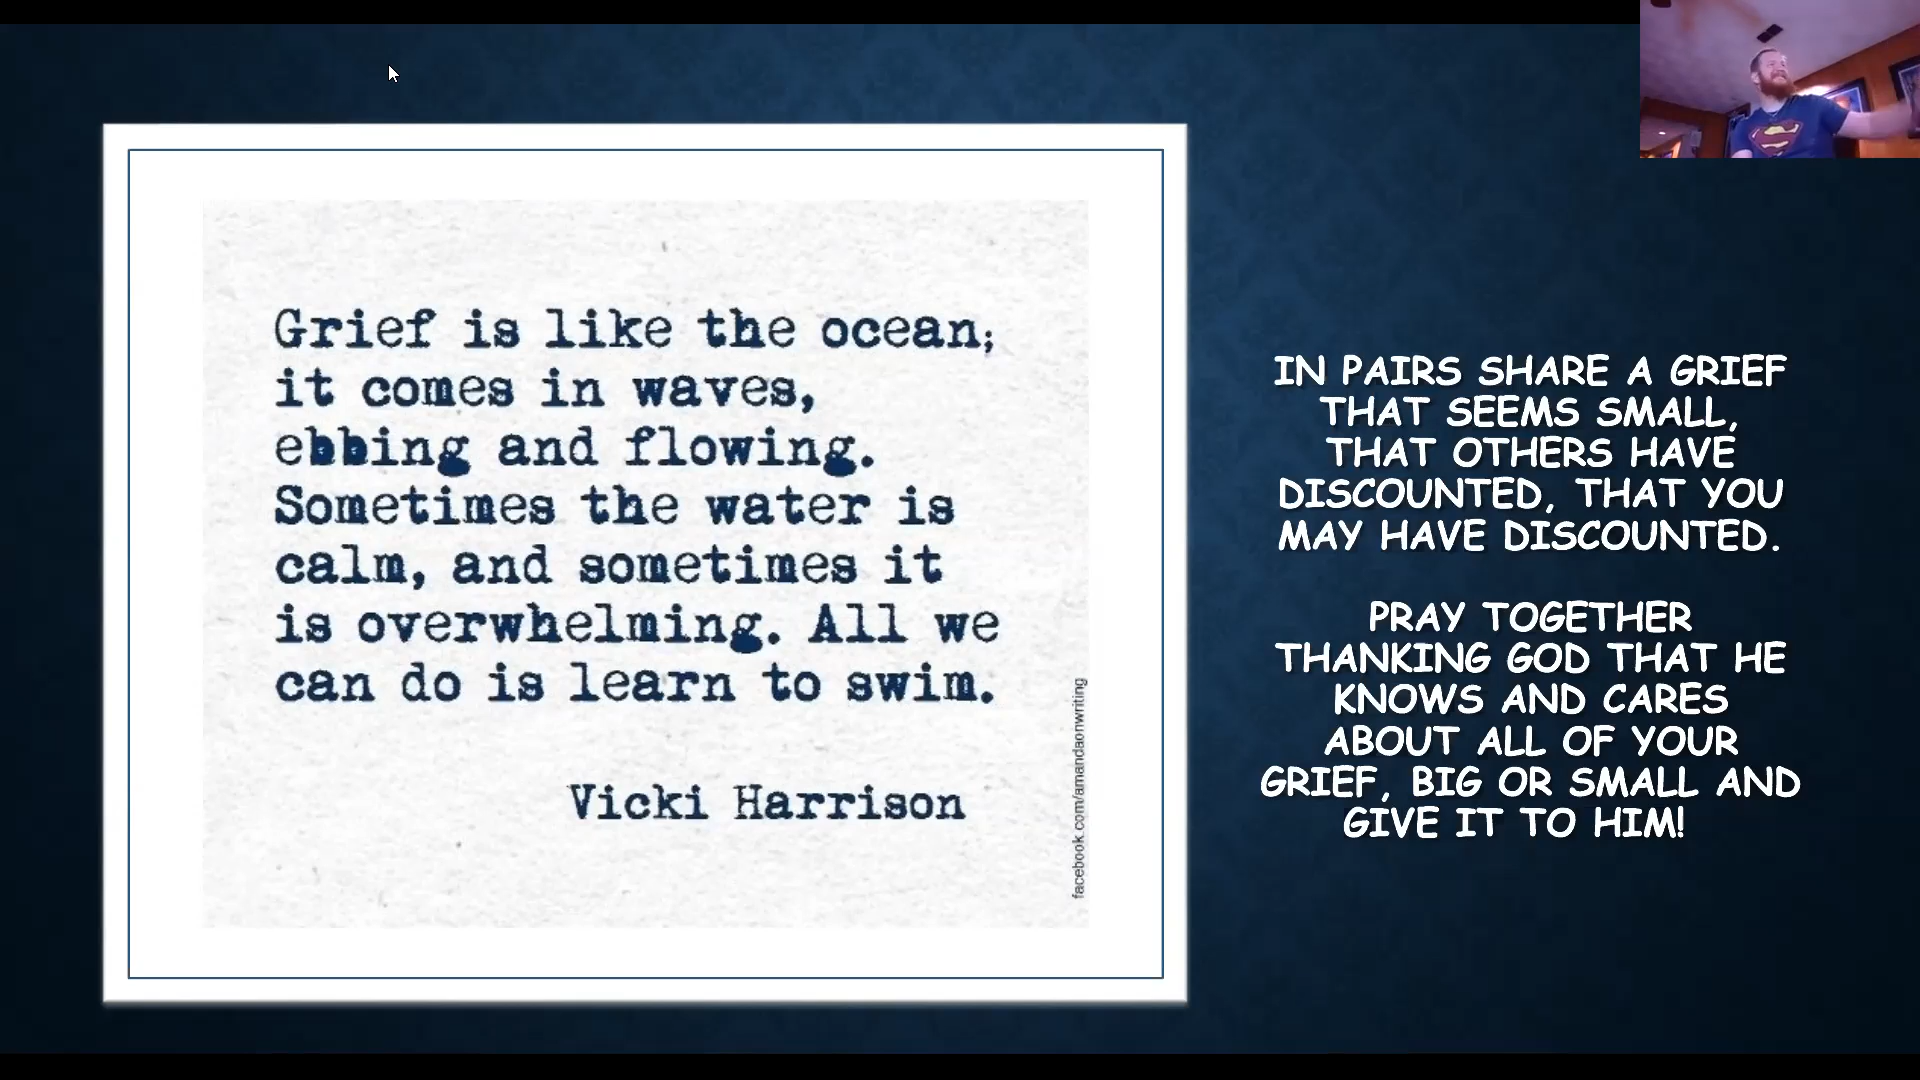 Grief is like the ocean;
it comes in waves,
ebbing and flowing.
Sometimes the water is
calm, and sometimes it
is overwhelming. All we
can do is learn to swim.
Vicki Harrison
facebook.com/amandaonwriting
IN PAIRS SHARE A GRIEF
THAT SEEMS SMALL,
THAT OTHERS HAVE
DISCOUNTED, THAT YOU
MAY HAVE DISCOUNTED.
PRAY TOGETHER
THANKING GOD THAT HE
KNOWS AND CARES
ABOUT ALL OF YOUR
GRIEF, BIG OR SMALL AND
GIVE IT TO HIM!